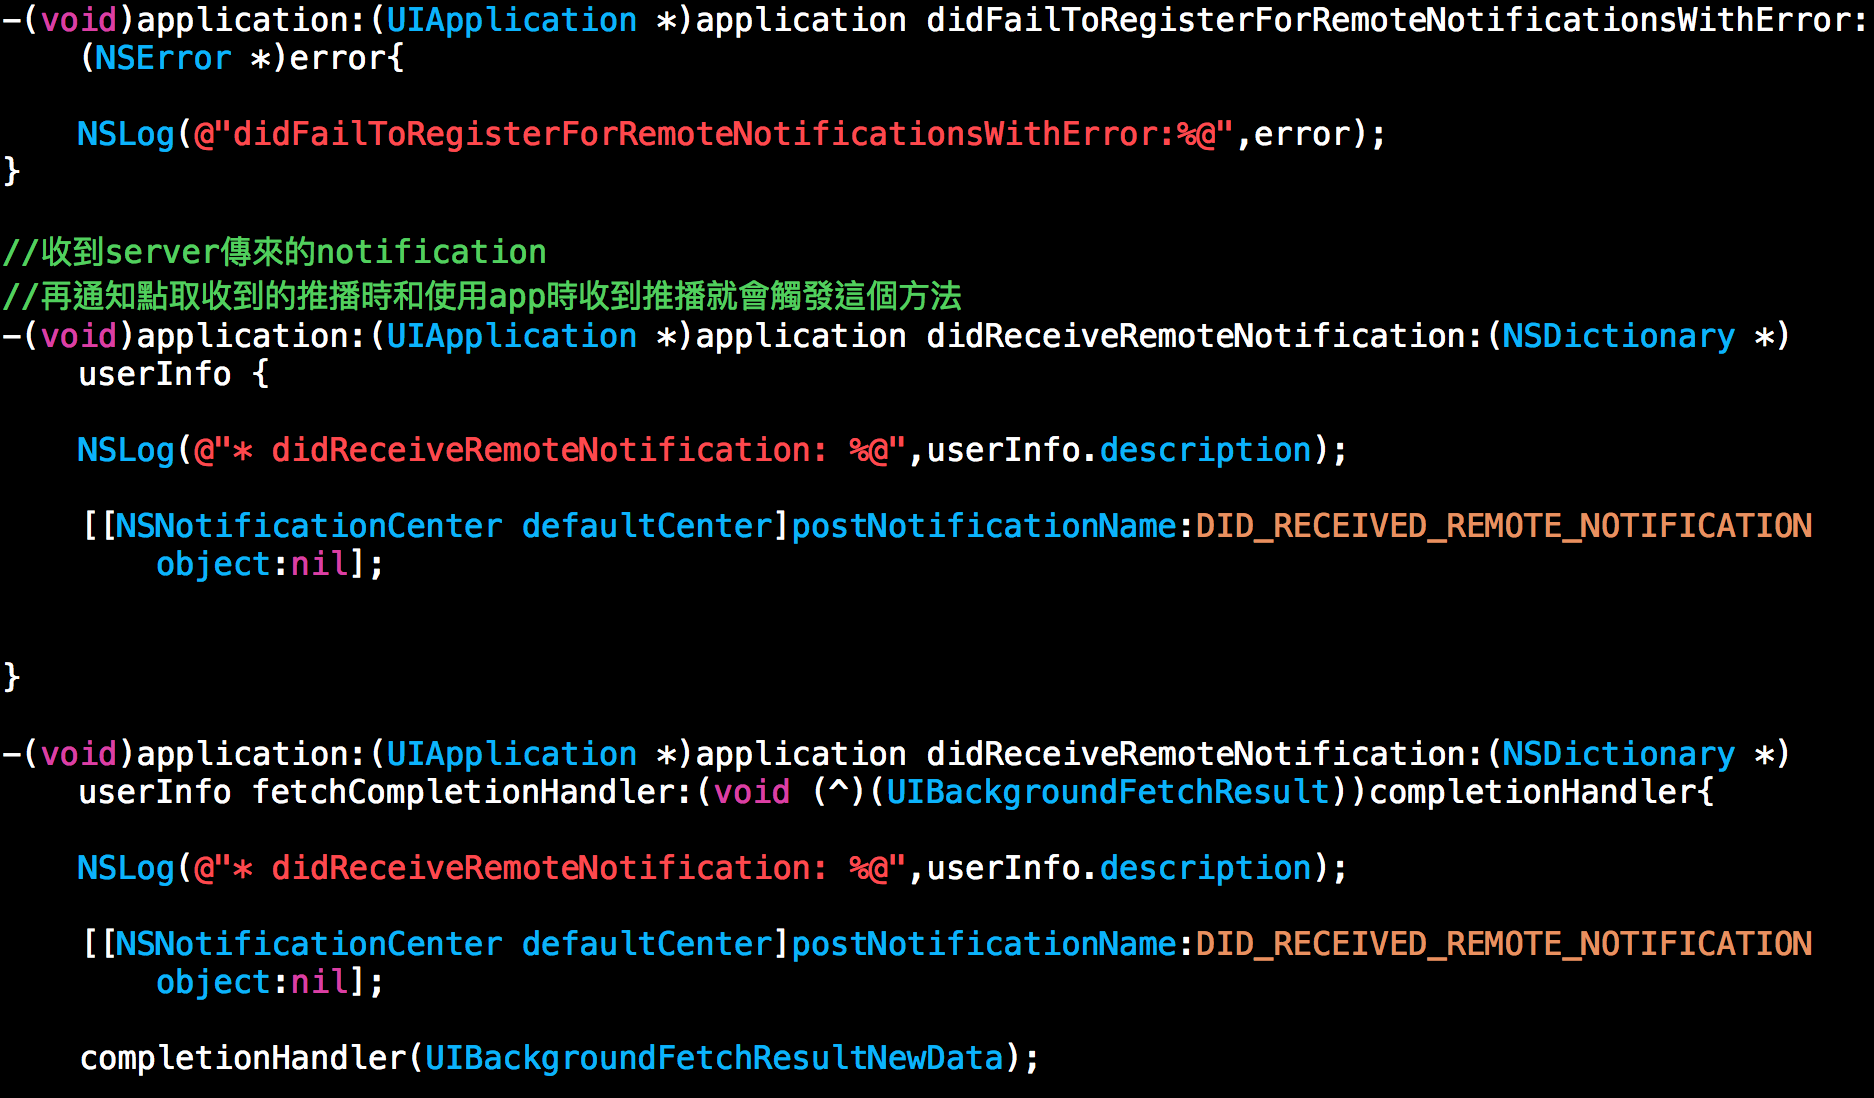 -(void)application:(UIApplication *)application didFailToRegisterForRemoteNotificationsWithError:
(NSError *)error{
NSLog(@"didFailToRegisterForRemoteNotificationsWithError:%@",error);
}
//收到server傳來的notification
//再通知點取收到的推播時和使用app時收到推播就會觸發這個方法
-(void)application:(UIApplication *)application didReceiveRemoteNotification:(NSDictionary *)
userInfo {
NSLog(@"* didReceiveRemoteNotification: %@",userInfo.description);
[[NSNotificationCenter defaultCenter]postNotificationName:DID_RECEIVED_REMOTE_NOTIFICATION
object:nil];
}
-(void)application:(UIApplication *)application didReceiveRemoteNotification:(NSDictionary *)
userInfo fetchCompletionHandler:(void (^)(UIBackgroundFetchResult))completionHandler{
NSLog(@"* didReceiveRemoteNotification: %@",userInfo.description);
[[NSNotificationCenter defaultCenter]postNotificationName:DID_RECEIVED_REMOTE_NOTIFICATION
object:nil];
completionHandler(UIBackgroundFetchResultNewData);